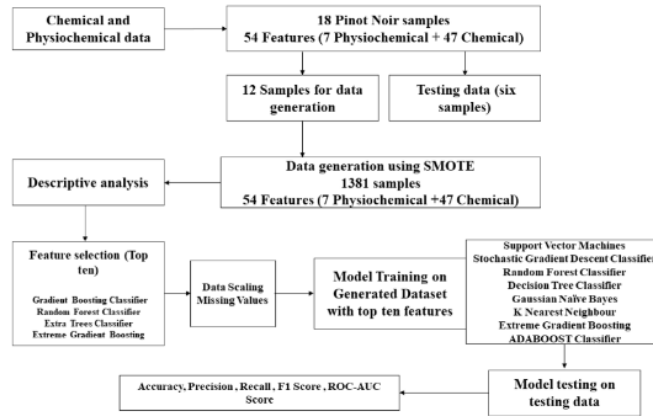 Chemical and
Physiochemical data
18 Pinot Noir samples
54 Features (7 Physiochemical + 47 Chemical)
12 Samples for data
generation
Testing data (six
samples)
Data generation using SMOTE
1381 samples
54 Features (7 Physiochemical +47 Chemical)
Descriptive analysis
Feature selection (Top
ten)
Gradient Boosting Classifier
Random Forest Classifier
Extra Trees Classifier
Extreme Gradient Boosting
Data Scaling
Missing Values
Model Training on
Generated Dataset
with top ten features
Support Vector Machines
Stochastic Gradient Descent Classifier
Random Forest Classifier
Decision Tree Classifier
Gaussian Naïve Bayes
K Nearest Neighbour
Extreme Gradient Boosting
ADABOOST Classifier
Model testing on
testing data
Accuracy, Precision , Recall , F1 Score , ROC-AUC
Score